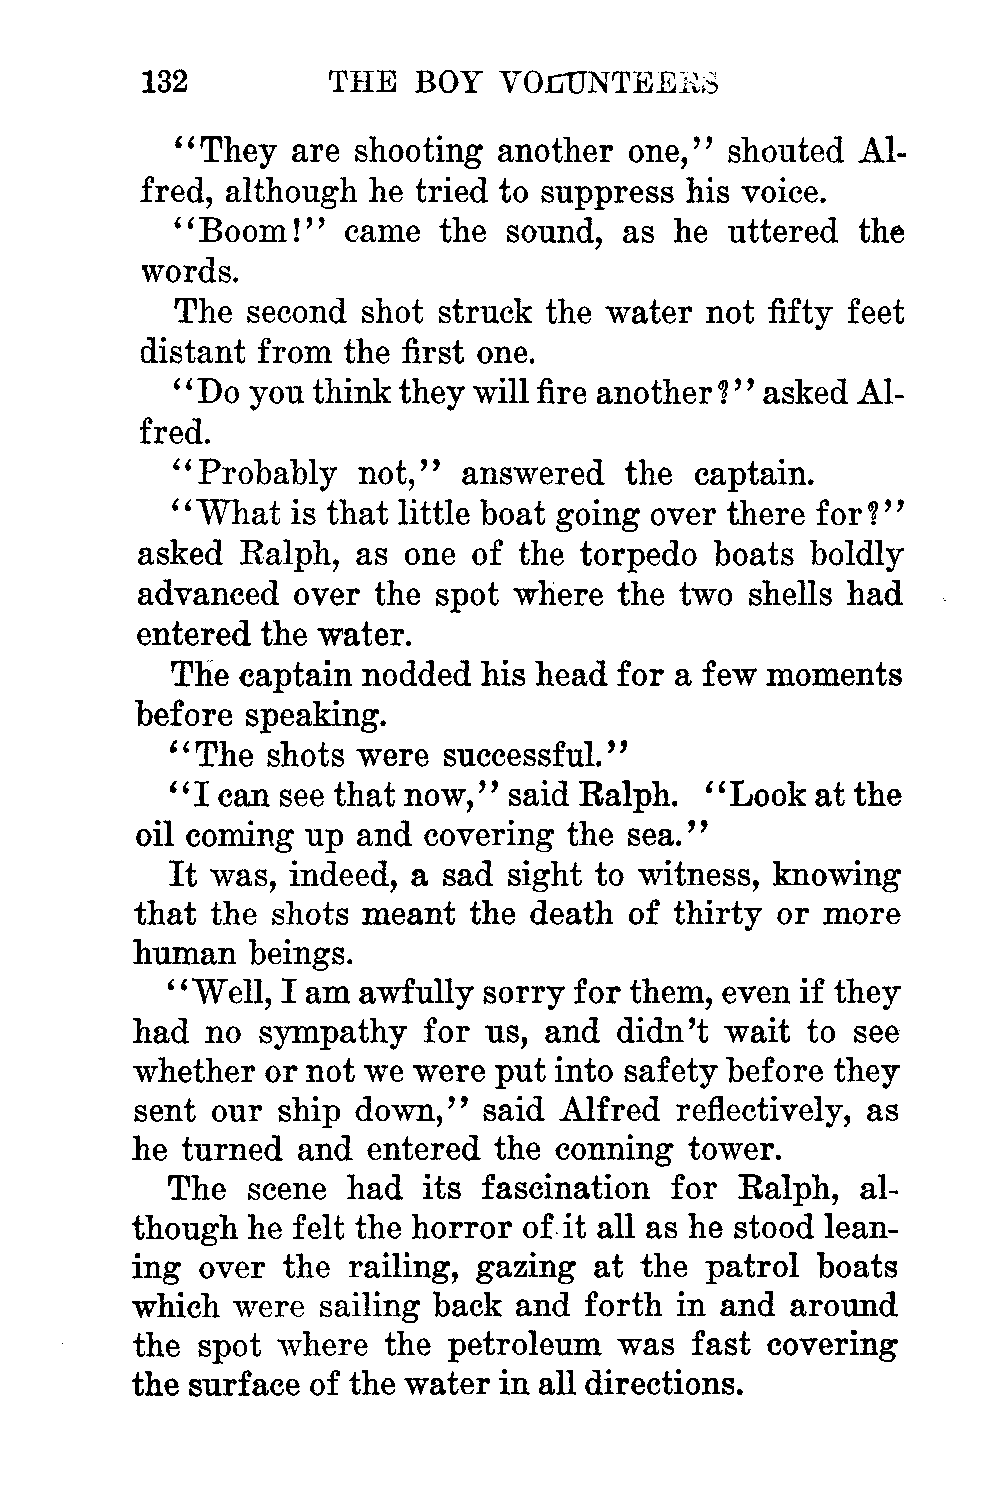 132 THE BOY VOLUNTEERS
"They are shooting another one," shouted Al-
fred, although he tried to suppress his voice.
"Boom!" came the sound, as he uttered the
words.
The second shot struck the water not fifty feet
distant from the first one.
"Do you think they will fire another?" asked Al-
fred.
"Probably not," answered the captain.
"What is that little boat going over there for?"
asked Ralph, as one of the torpedo boats boldly
advanced over the spot where the two shells had
entered the water.
The captain nodded his head for a few moments
before speaking.
"The shots were successful."
"I can see that now," said Ralph. "Look at the
oil coming up and covering the sea."
It was, indeed, a sad sight to witness, knowing
that the shots meant the death of thirty or more
human beings.
"Well, I am awfully sorry for them, even if they
had no sympathy for us, and didn't wait to see
whether or not we were put into safety before they
sent our ship down," said Alfred reflectively, as
he turned and entered the conning tower.
The scene had its fascination for Ralph, al-
though he felt the horror of it all as he stood lean-
ing over the railing, gazing at the patrol boats
which were sailing back and forth in and around
the spot where the petroleum was fast covering
the surface of the water in all directions.